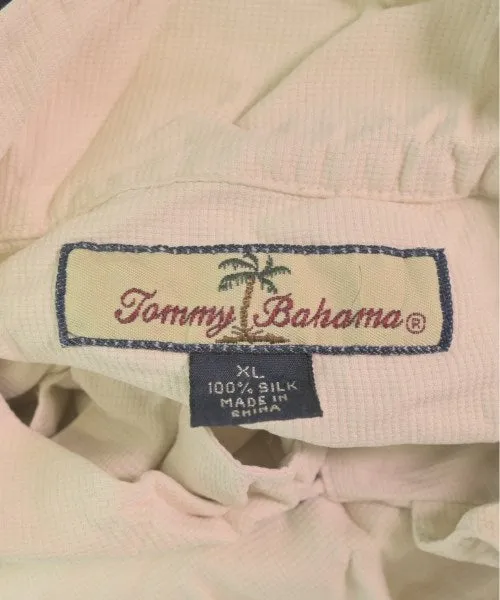 Tommy Bahama®
XL
100% SILK
MADE IN
CHINA